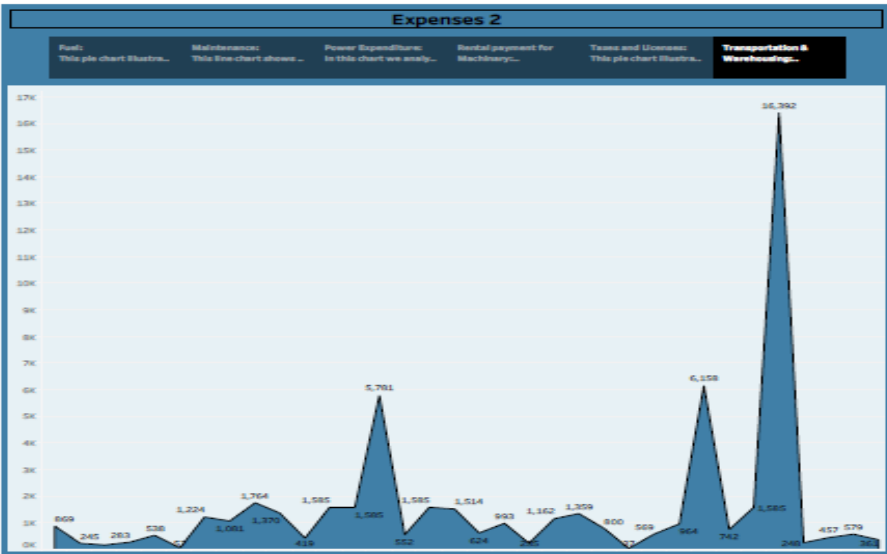 Expenses 2
Fuel:
This pie chart illustra...
Maintenance:
This line chart shows ...
Power Expenditure:
In this chart we analy...
Rental payment for
Machinery:...
Taxes and Licenses:
This pie chart illustra...
Transportation &
Warehousing:...
17K
16K
15K
14K
13K
12K
11K
10K
9K
8K
7K
6K
5K
4K
3K
2K
1K
0K
869
245
283
538
1,224
1,081
1,764
1,370
419
1,585
1,585
5,781
552
1,585
1,514
624
993
1,162
1,359
800
569
964
6,158
742
1,585
16,392
457
579